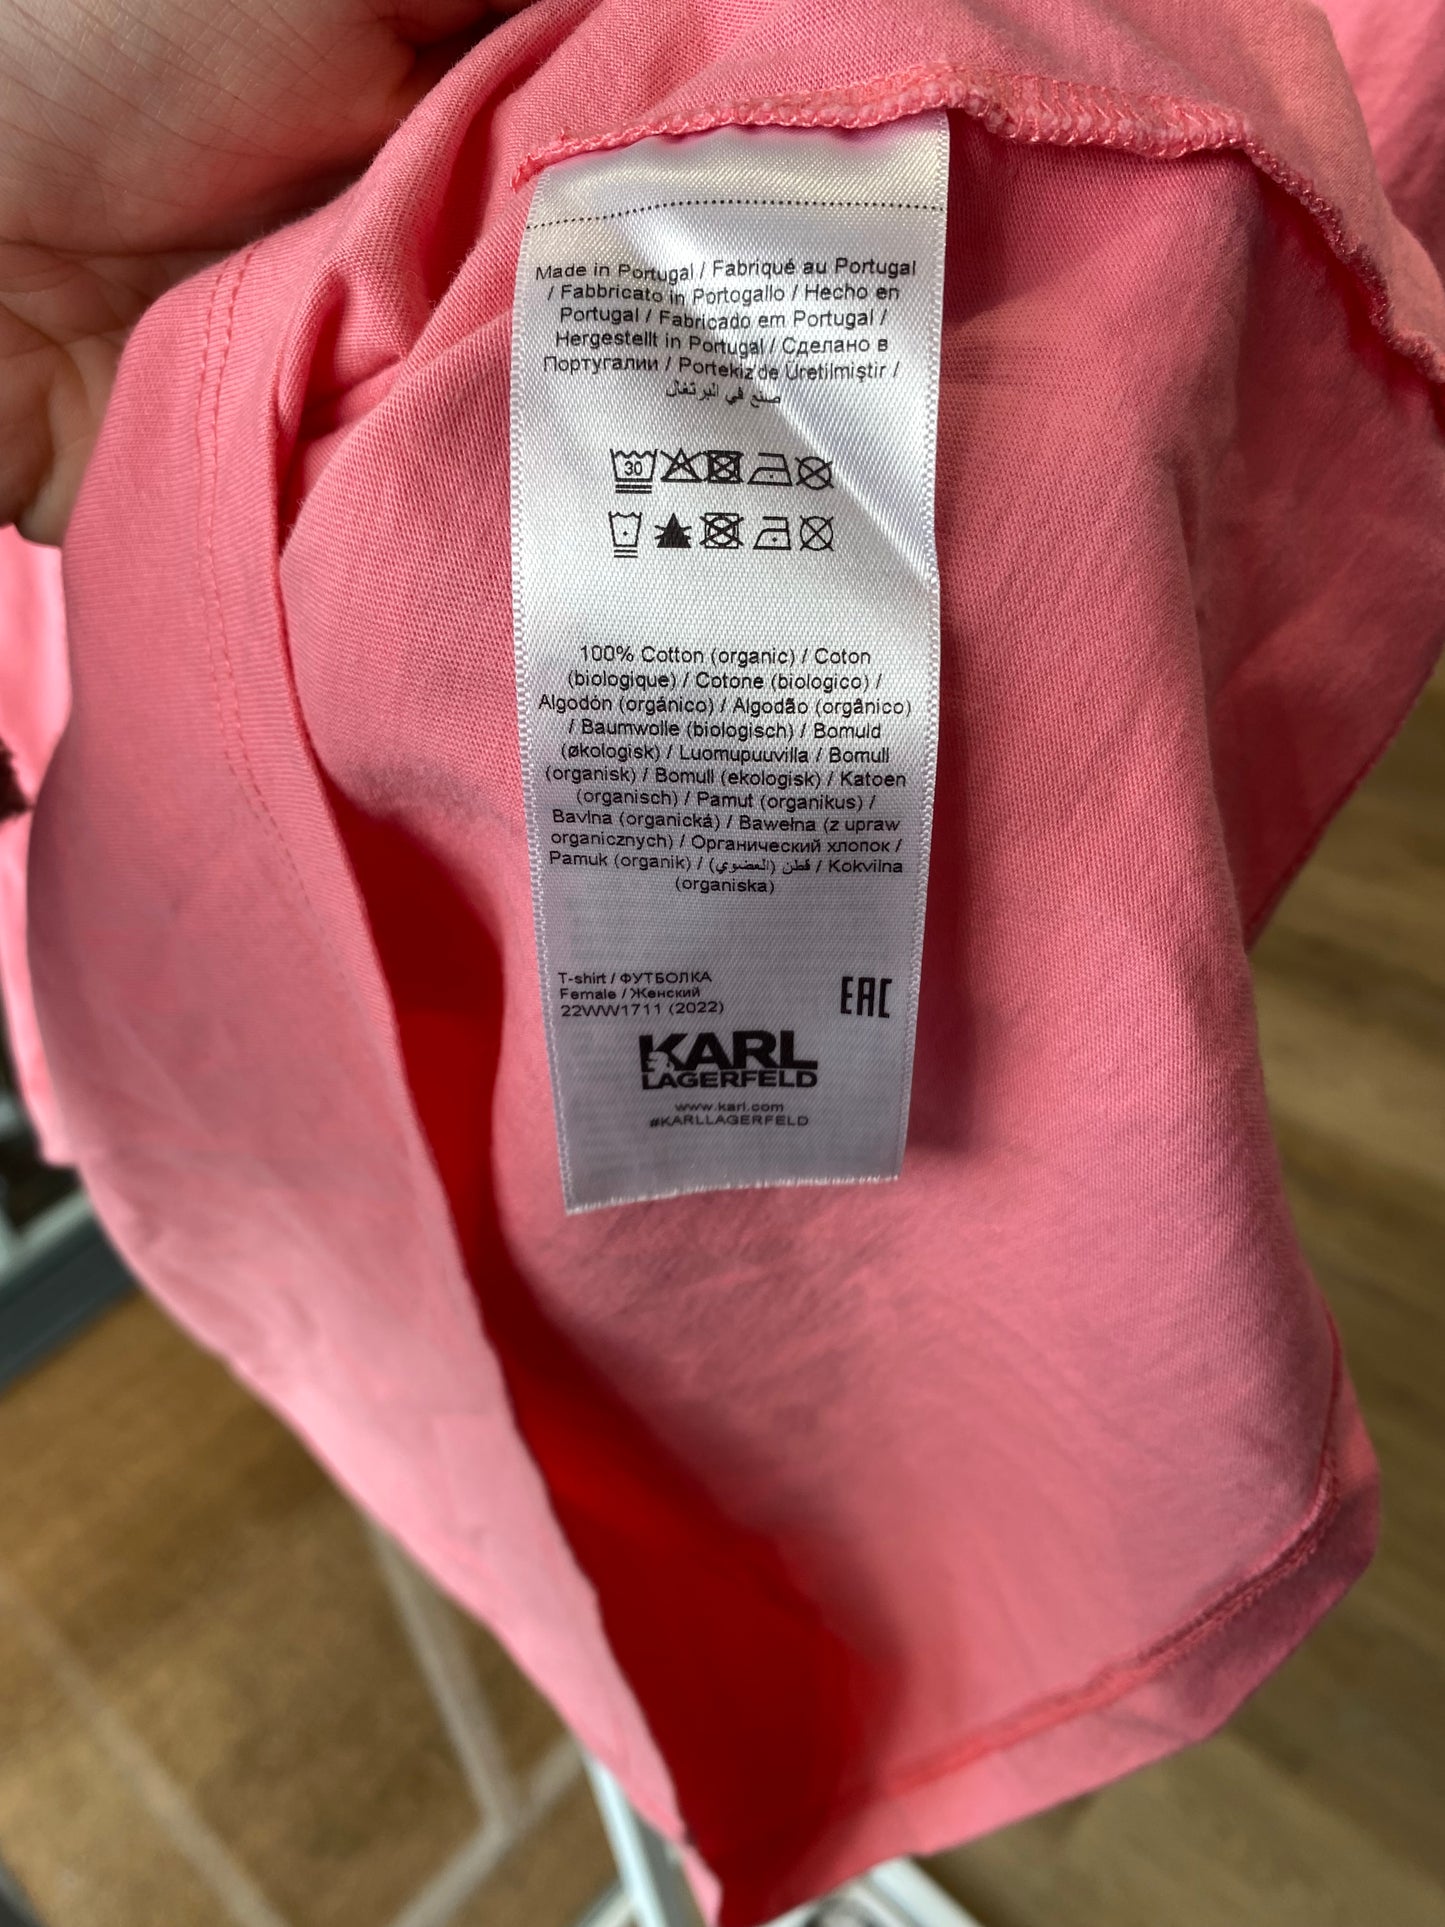 Made in Portugal / Fabriqué au Portugal
/ Fabbricato in Portogallo / Hecho en
Portugal / Fabricado em Portugal /
Hergestellt in Portugal / Сделано в
Португалии / Portekiz'de Üretilmiştir /
صنع في البرتغال
30
100% Cotton (organic) / Coton
(biologique) / Cotone (biologico) /
Algodón (orgánico) / Algodão (orgânico)
/ Baumwolle (biologisch) / Bomuld
(økologisk) / Luomupuuvilla / Bomull
(organisk) / Bomull (ekologisk) / Katoen
(organisch) / Pamut (organikus) /
Bavlna (organická) / Bawełna (z upraw
organicznych) / Органический хлопок /
Pamuk (organik) / قطن (العضوي) / Kokvilna
(organiska)
T-shirt / ФУТБОЛКА
Female / Женский
22WW1711 (2022)
EAC
KARL
LAGERFELD
www.karl.com
#KARLLAGERFELD